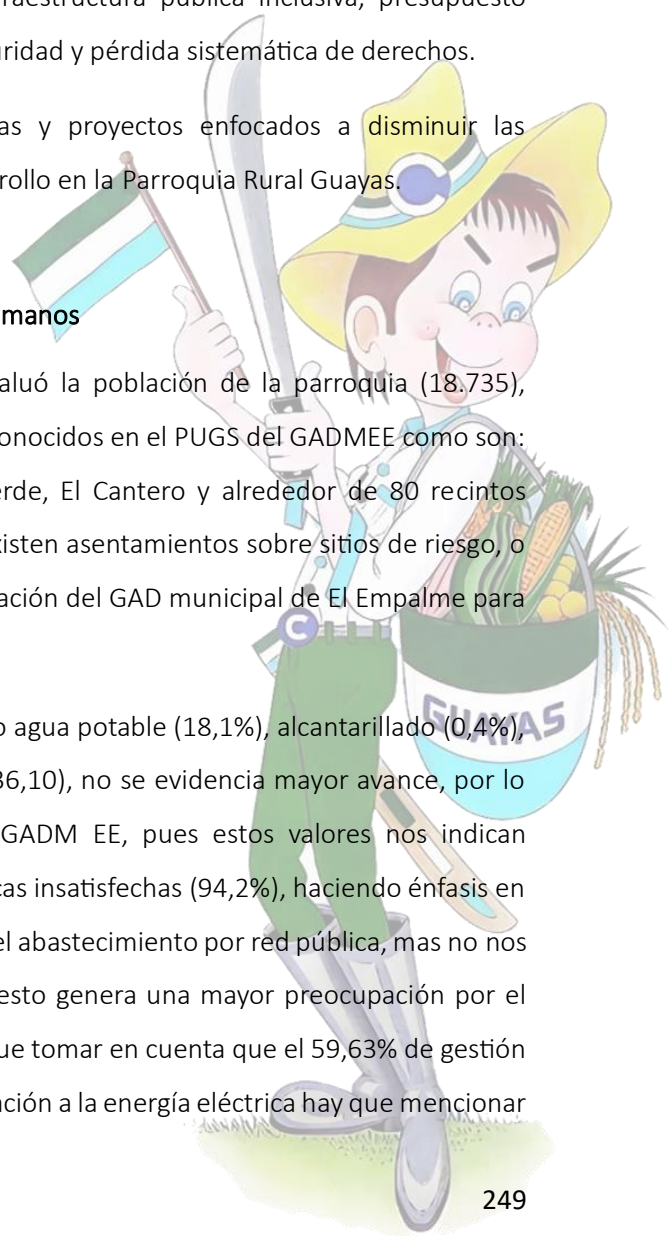 fraestructura pública inclusiva, presupuesto
uridad y pérdida sistemática de derechos.
as y proyectos enfocados a disminuir las
rollo en la Parroquia Rural Guayas.
manos
aluó la población de la parroquia (18.735),
onocidos en el PUGS del GADMEE como son:
erde, El Cantero y alrededor de 80 recintos
xisten asentamientos sobre sitios de riesgo, o
ación del GAD municipal de El Empalme para
C
o agua potable (18,1%), alcantarillado (0,4%),
GUAYAS
36,10), no se evidencia mayor avance, por lo
GADM EE, pues estos valores nos indican
cas insatisfechas (94,2%), haciendo énfasis en
el abastecimiento por red pública, mas no nos
esto genera una mayor preocupación por el
ue tomar en cuenta que el 59,63% de gestión
ación a la energía eléctrica hay que mencionar
249